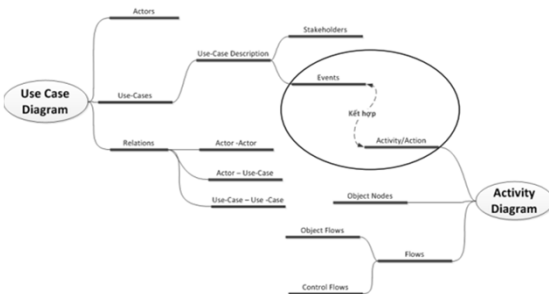 Actors
Stakeholders
Use-Case Description
Events
Use Case
Diagram
Use-Cases
Kết hợp
Relations
Actor -Actor
Activity/Action
Actor – Use-Case
Use-Case – Use -Case
Object Nodes
Activity
Diagram
Object Flows
Flows
Control Flows